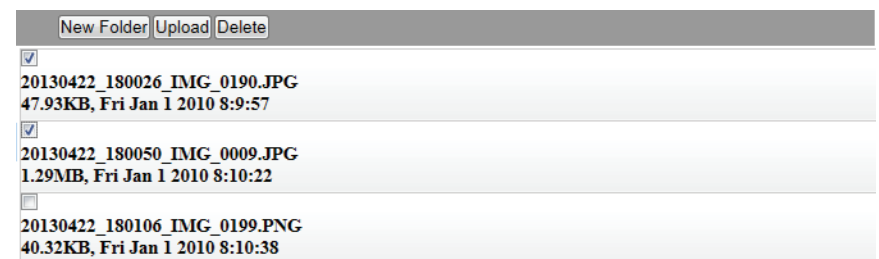 New Folder Upload Delete
20130422_180026_IMG_0190.JPG
47.93KB, Fri Jan 1 2010 8:9:57
20130422_180050_IMG_0009.JPG
1.29MB, Fri Jan 1 2010 8:10:22
20130422_180106_IMG_0199.PNG
40.32KB, Fri Jan 1 2010 8:10:38